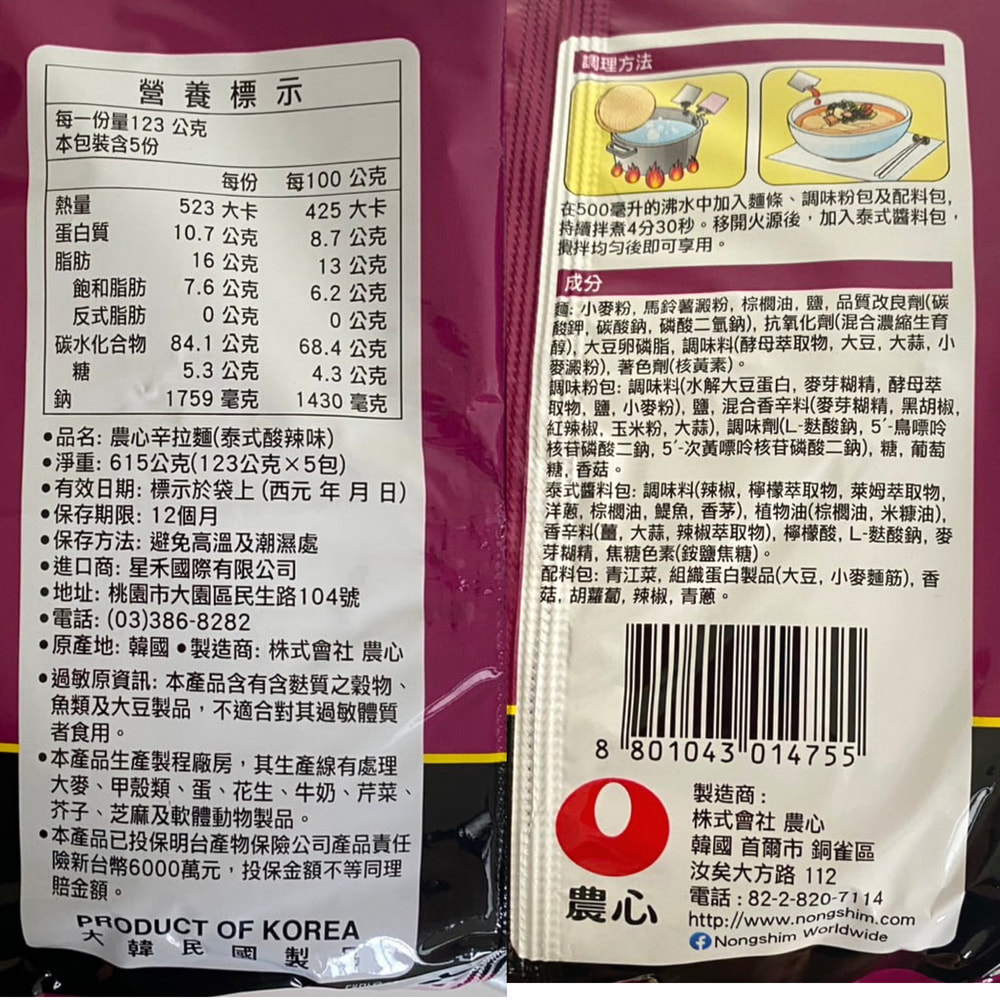 營養標示
每一份量123 公克
本包裝含5份
每份 每100 公克
熱量 523 大卡 425 大卡
蛋白質 10.7 公克 8.7 公克
脂肪 16 公克 13 公克
飽和脂肪 7.6 公克 6.2 公克
反式脂肪 0 公克 0 公克
碳水化合物 84.1 公克 68.4 公克
糖 5.3 公克 4.3 公克
鈉 1759 毫克 1430 毫克
●品名: 農心辛拉麵(泰式酸辣味)
●淨重: 615公克(123公克×5包)
●有效日期: 標示於袋上 (西元 年 月 日)
●保存期限: 12個月
●保存方法: 避免高溫及潮濕處
●進口商: 星禾國際有限公司
●地址: 桃園市大園區民生路104號
●電話: (03)386-8282
●原產地: 韓國 ●製造商: 株式會社 農心
●過敏原資訊: 本產品含有含麩質之穀物、
魚類及大豆製品，不適合對其過敏體質
者食用。
●本產品生產製程廠房，其生產線有處理
大麥、甲殼類、蛋、花生、牛奶、芹菜、
芥子、芝麻及軟體動物製品。
●本產品已投保明台產物保險公司產品責任
險新台幣6000萬元，投保金額不等同理
賠金額。
PRODUCT OF KOREA
大韓民國製
調理方法
在500毫升的沸水中加入麵條、調味粉包及配料包,
持續拌煮4分30秒。移開火源後，加入泰式醬料包，
攪拌均勻後即可享用。
成分
麵: 小麥粉, 馬鈴薯澱粉, 棕櫚油, 鹽, 品質改良劑(碳
酸鉀, 碳酸鈉, 磷酸二氫鈉), 抗氧化劑(混合濃縮生育
醇), 大豆卵磷脂, 調味料(酵母萃取物, 大豆, 大蒜, 小
麥澱粉), 著色劑(核黃素)。
調味粉包: 調味料(水解大豆蛋白, 麥芽糊精, 酵母萃
取物, 鹽, 小麥粉), 鹽, 混合香辛料(麥芽糊精, 黑胡椒,
紅辣椒, 玉米粉, 大蒜), 調味劑(L-麩酸鈉, 5´-鳥嘌呤
核苷磷酸二鈉, 5´-次黃嘌呤核苷磷酸二鈉), 糖, 葡萄
糖, 香菇。
泰式醬料包: 調味料(辣椒, 檸檬萃取物, 萊姆萃取物,
洋蔥, 棕櫚油, 鯷魚, 香茅), 植物油(棕櫚油, 米糠油),
香辛料(薑, 大蒜, 辣椒萃取物), 檸檬酸, L-麩酸鈉, 麥
芽糊精, 焦糖色素(銨鹽焦糖)。
配料包: 青江菜, 組織蛋白製品(大豆, 小麥麵筋), 香
菇, 胡蘿蔔, 辣椒, 青蔥。
8 801043 014755
農心
製造商：
株式會社 農心
韓國 首爾市 銅雀區
汝矣大方路 112
電話：82-2-820-7114
http://www.nongshim.com
Nongshim Worldwide